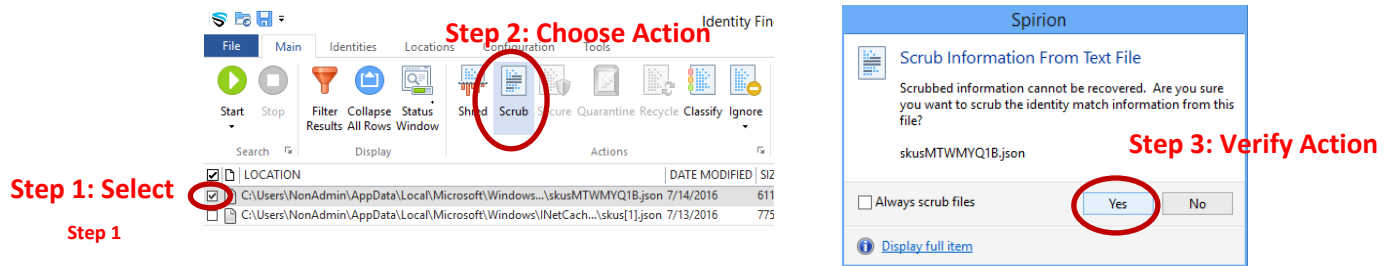 Identity Fin
Step 2: Choose Action
File Main Identities Locations Configuration Tools
Start Stop Filter Results Collapse All Rows Status Window Shred Scrub Secure Quarantine Recycle Classify Ignore
Search Display Actions
LOCATION DATE MODIFIED SIZ
C:\Users\NonAdmin\AppData\Local\Microsoft\Windows...\skusMTWMYQ1B.json 7/14/2016 611
C:\Users\NonAdmin\AppData\Local\Microsoft\Windows\INetCach...\skus[1].json 7/13/2016 775
Step 1: Select
Step 1
Spirion
Scrub Information From Text File
Scrubbed information cannot be recovered. Are you sure
you want to scrub the identity match information from this
file?
skusMTWMYQ1B.json
Step 3: Verify Action
Always scrub files
Yes No
Display full item